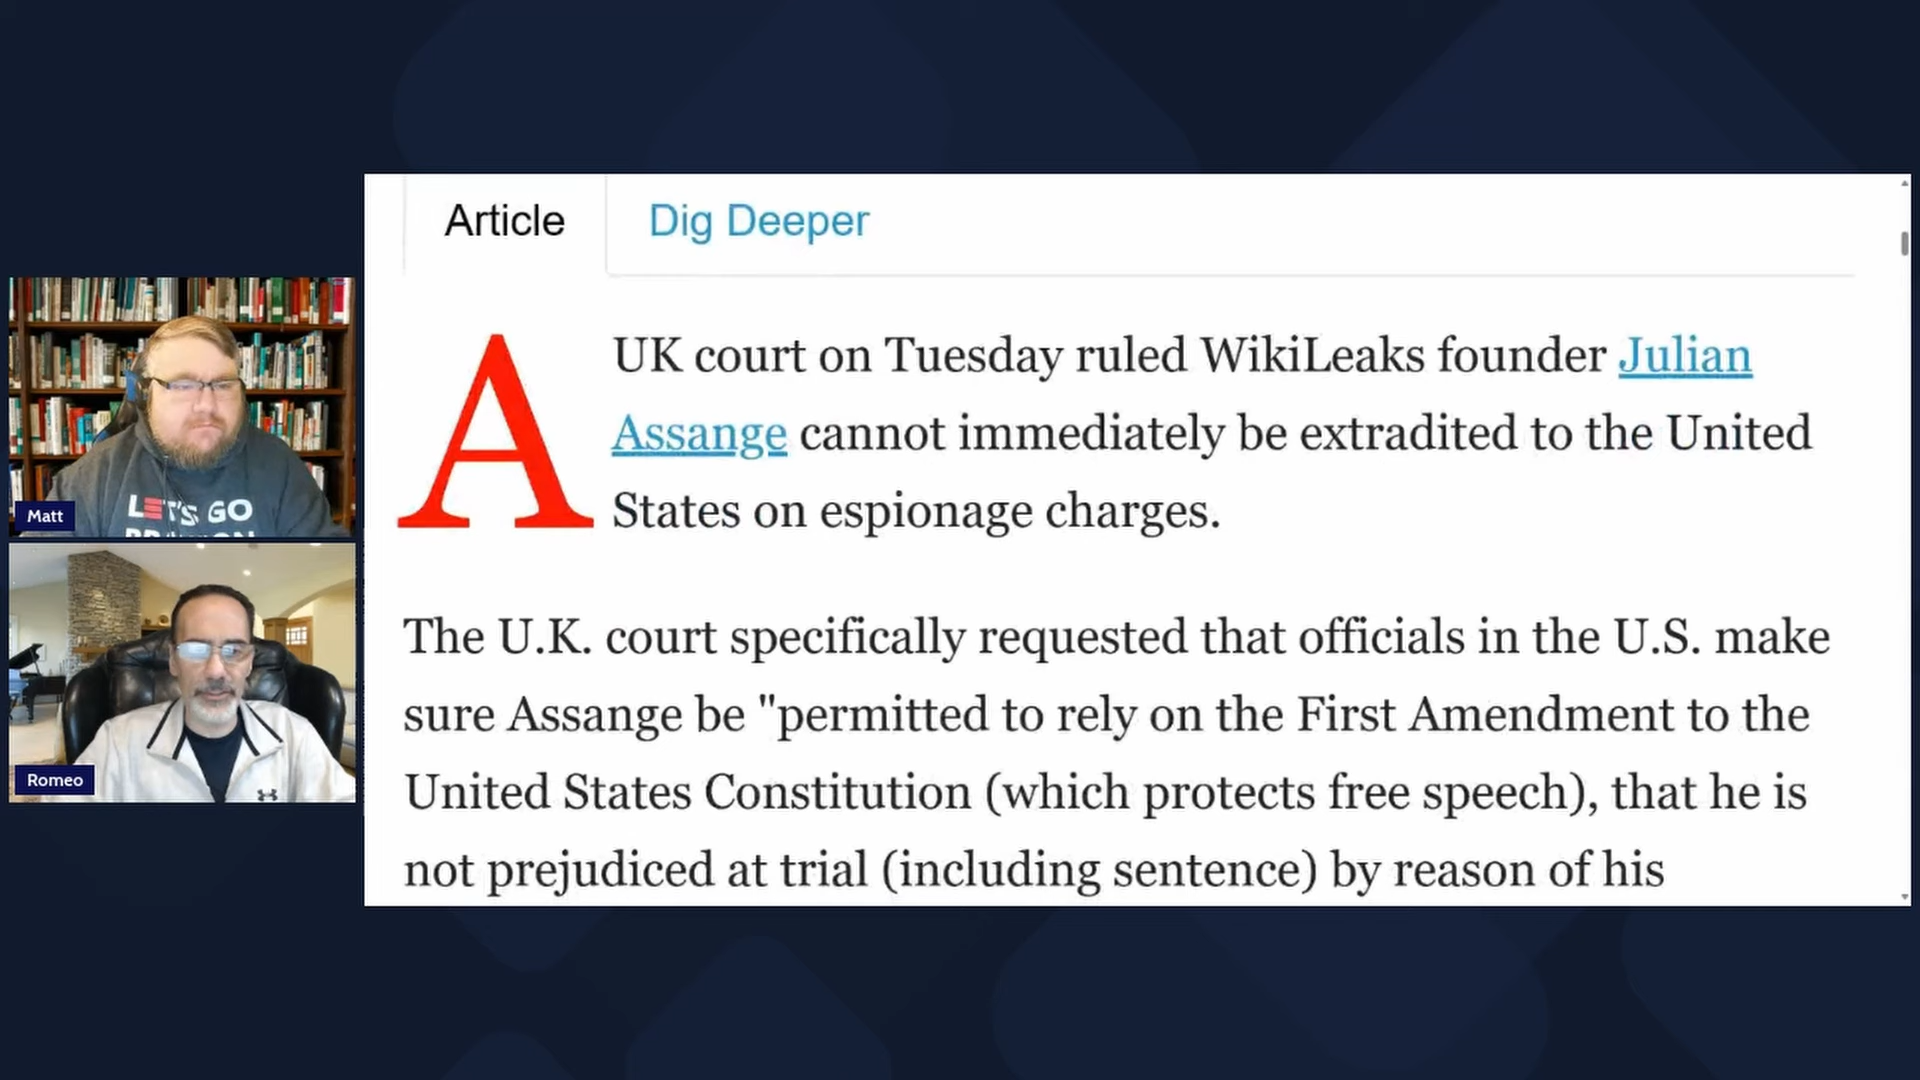 Article
Dig Deeper
A
UK court on Tuesday ruled WikiLeaks founder Julian
Assange cannot immediately be extradited to the United
States on espionage charges.
The U.K. court specifically requested that officials in the U.S. make
sure Assange be "permitted to rely on the First Amendment to the
United States Constitution (which protects free speech), that he is
not prejudiced at trial (including sentence) by reason of his
LET'S GO
Matt
Romeo